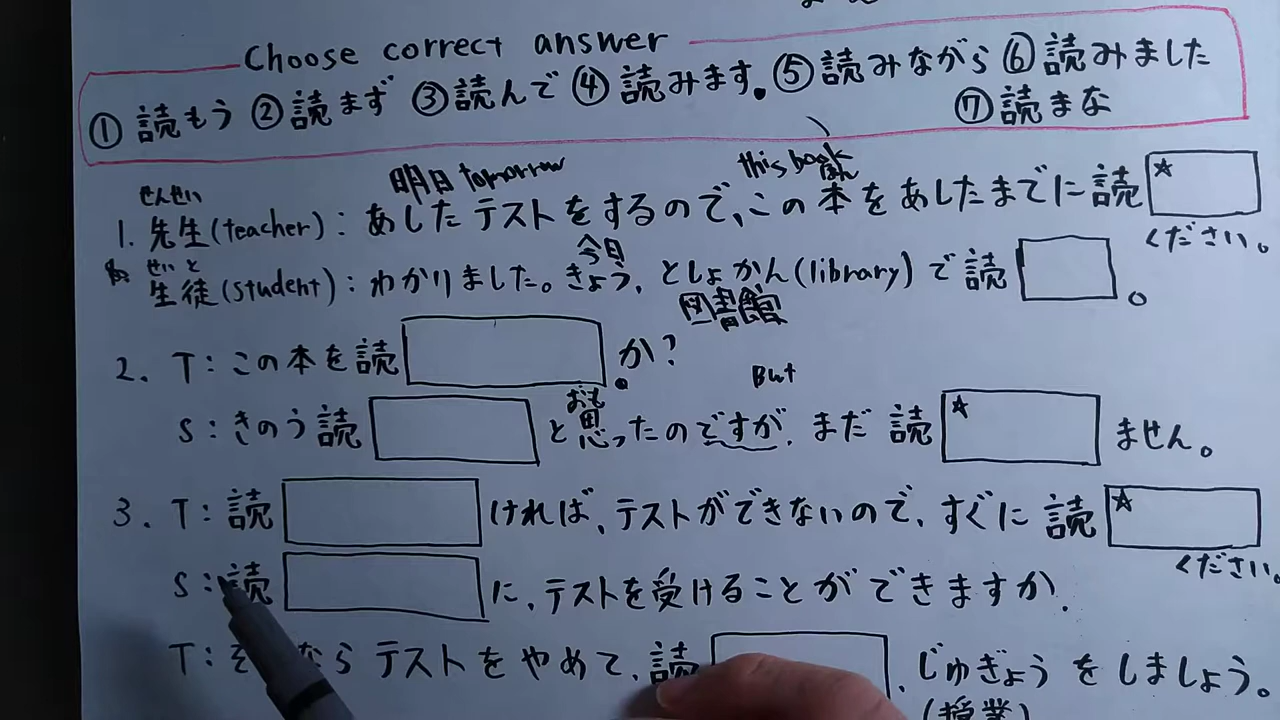 Choose correct answer
①読もう ②読まず ③読んで ④読みます。 ⑤読みながら ⑥読みました
⑦読まな
せんせい 明日 tomorrow this book ほん
1. 先生(teacher): あしたテストをするので、この本をあしたまでに読 ☆
ください。
せいと 今日
生徒(student): わかりました。きょう、としょかん(library)で読 。
図書館
2. T: この本を読 。か?
おも But
S: きのう読 と思ったのですが、まだ読 ☆ ません。
3. T: 読 ければ、テストができないので、すぐに読 ☆
ください。
S: 読 に、テストを受けることができますか.
T: そ ならテストをやめて、読 、じゅぎょうをしましょう。
(授業)